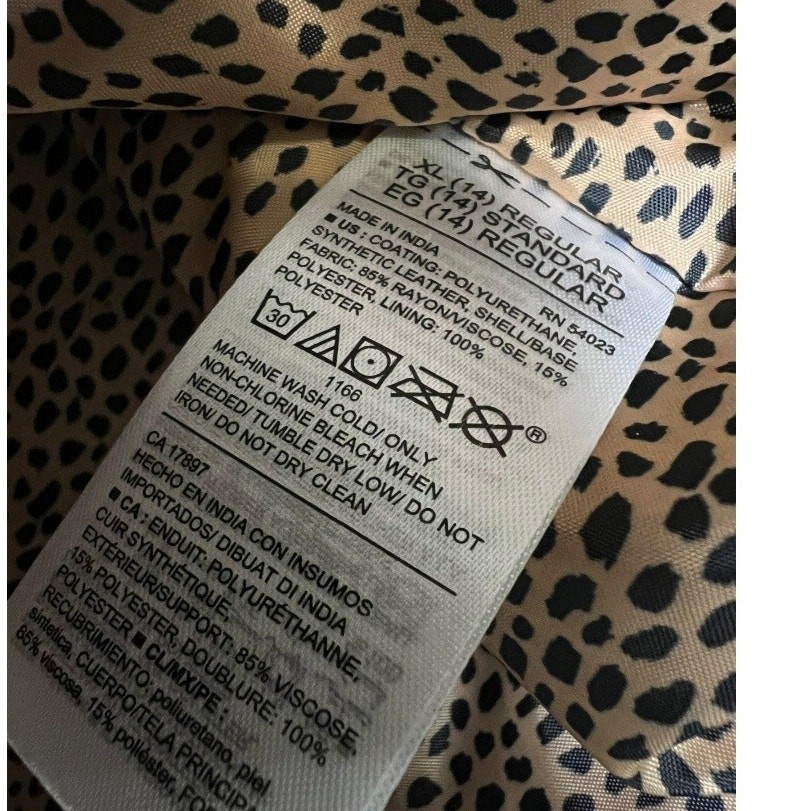 XL (14) REGULAR
TG (14) STANDARD
EG (14) REGULAR
MADE IN INDIA
RN 54023
■ US : COATING: POLYURETHANE,
SYNTHETIC LEATHER, SHELL/BASE
FABRIC: 85% RAYON/VISCOSE, 15%
POLYESTER, LINING: 100%
POLYESTER
30
®
1166
MACHINE WASH COLD/ ONLY
NON-CHLORINE BLEACH WHEN
NEEDED/ TUMBLE DRY LOW/ DO NOT
IRON/ DO NOT DRY CLEAN
CA 17897
HECHO EN INDIA CON INSUMOS
IMPORTADOS/ DIBUAT DI INDIA
■ CA : ENDUIT: POLYURÉTHANNE,
CUIR SYNTHÉTIQUE,
EXTÉRIEUR/SUPPORT: 85% VISCOSE,
15% POLYESTER, DOUBLURE: 100%
POLYESTER ■ CL/MX/PE :
RECUBRIMIENTO: poliuretano, piel
sintetica, CUERPO/TELA PRINCIPA
85% viscosa, 15% poliéster, FO